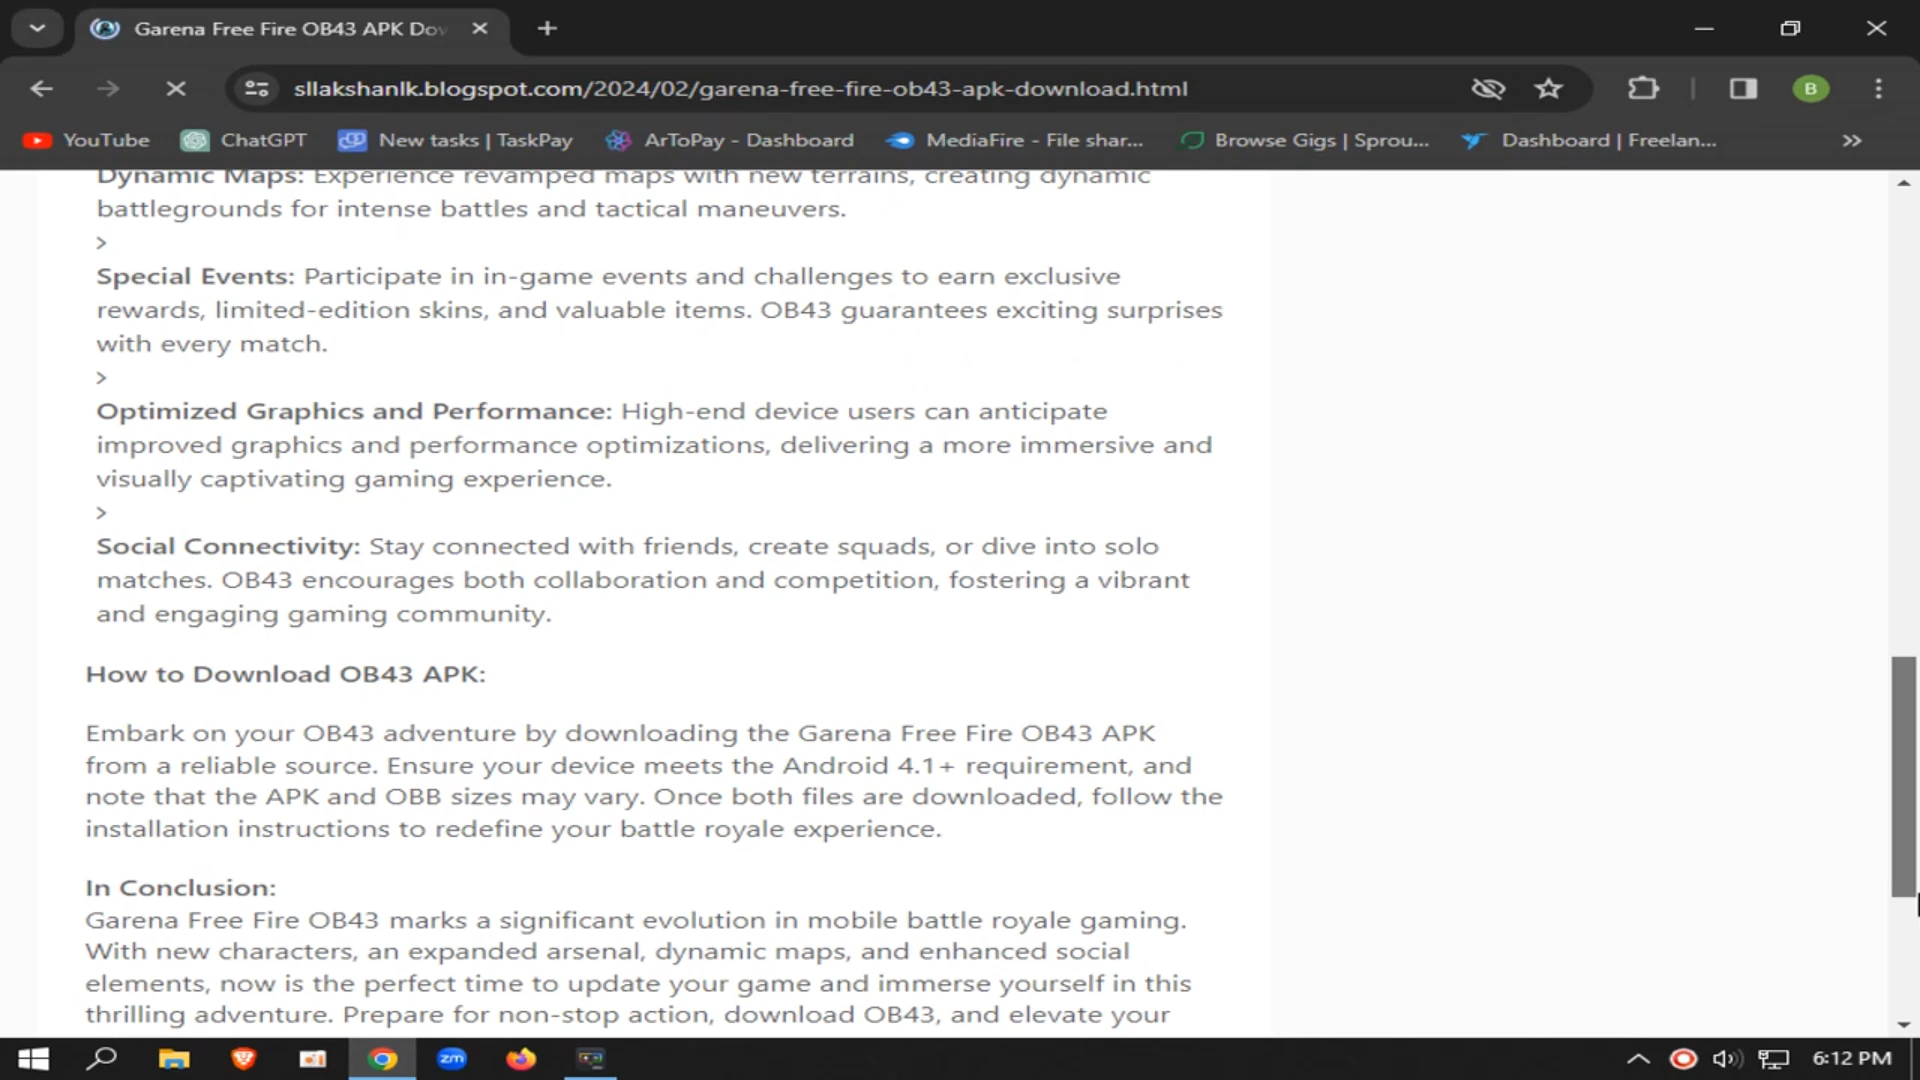 Garena Free Fire OB43 APK Dov
sllakshanlk.blogspot.com/2024/02/garena-free-fire-ob43-apk-download.html
B
YouTube
ChatGPT
New tasks | TaskPay
ArToPay - Dashboard
MediaFire - File shar...
Browse Gigs | Sprou...
Dashboard | Freelan...
Dynamic Maps: Experience revamped maps with new terrains, creating dynamic
battlegrounds for intense battles and tactical maneuvers.
>
Special Events: Participate in in-game events and challenges to earn exclusive
rewards, limited-edition skins, and valuable items. OB43 guarantees exciting surprises
with every match.
>
Optimized Graphics and Performance: High-end device users can anticipate
improved graphics and performance optimizations, delivering a more immersive and
visually captivating gaming experience.
>
Social Connectivity: Stay connected with friends, create squads, or dive into solo
matches. OB43 encourages both collaboration and competition, fostering a vibrant
and engaging gaming community.
How to Download OB43 APK:
Embark on your OB43 adventure by downloading the Garena Free Fire OB43 APK
from a reliable source. Ensure your device meets the Android 4.1+ requirement, and
note that the APK and OBB sizes may vary. Once both files are downloaded, follow the
installation instructions to redefine your battle royale experience.
In Conclusion:
Garena Free Fire OB43 marks a significant evolution in mobile battle royale gaming.
With new characters, an expanded arsenal, dynamic maps, and enhanced social
elements, now is the perfect time to update your game and immerse yourself in this
thrilling adventure. Prepare for non-stop action, download OB43, and elevate your
zm
6:12 PM